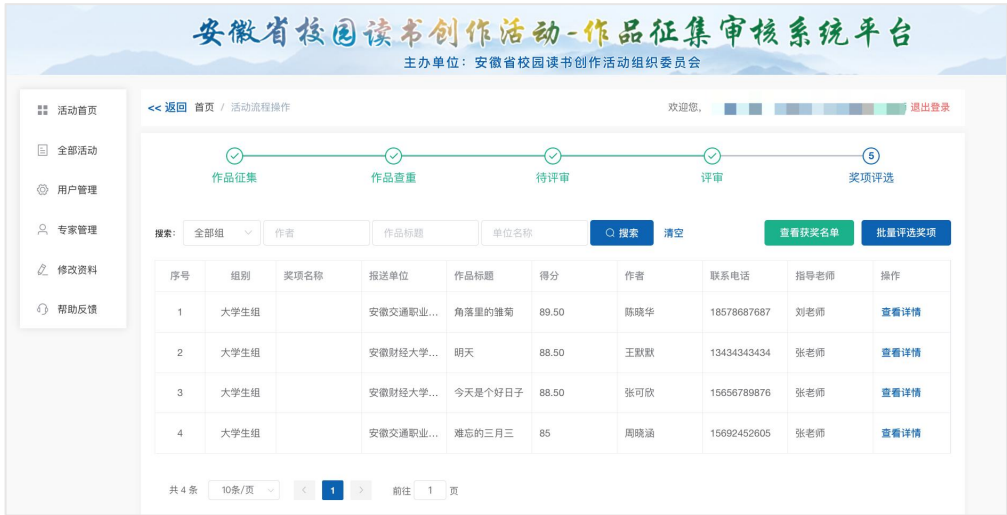 安徽省校园读书创作活动-作品征集审核系统平台
主办单位：安徽省校园读书创作活动组织委员会
活动首页
全部活动
用户管理
专家管理
修改资料
帮助反馈
<< 返回 首页 / 活动流程操作
欢迎您, 退出登录
5
作品征集 作品查重 待评审 评审 奖项评选
搜索: 全部组 作者 作品标题 单位名称 搜索 清空 查看获奖名单 批量评选奖项
序号 组别 奖项名称 报送单位 作品标题 得分 作者 联系电话 指导老师 操作
1 大学生组 安徽交通职业... 角落里的雏菊 89.50 陈晓华 18578687687 刘老师 查看详情
2 大学生组 安徽财经大学... 明天 88.50 王默默 13434343434 张老师 查看详情
3 大学生组 安徽财经大学... 今天是个好日子 88.50 张可欣 15656789876 张老师 查看详情
4 大学生组 安徽交通职业... 难忘的三月三 85 周晓涵 15692452605 张老师 查看详情
共 4 条 10条/页 < 1 > 前往 1 页